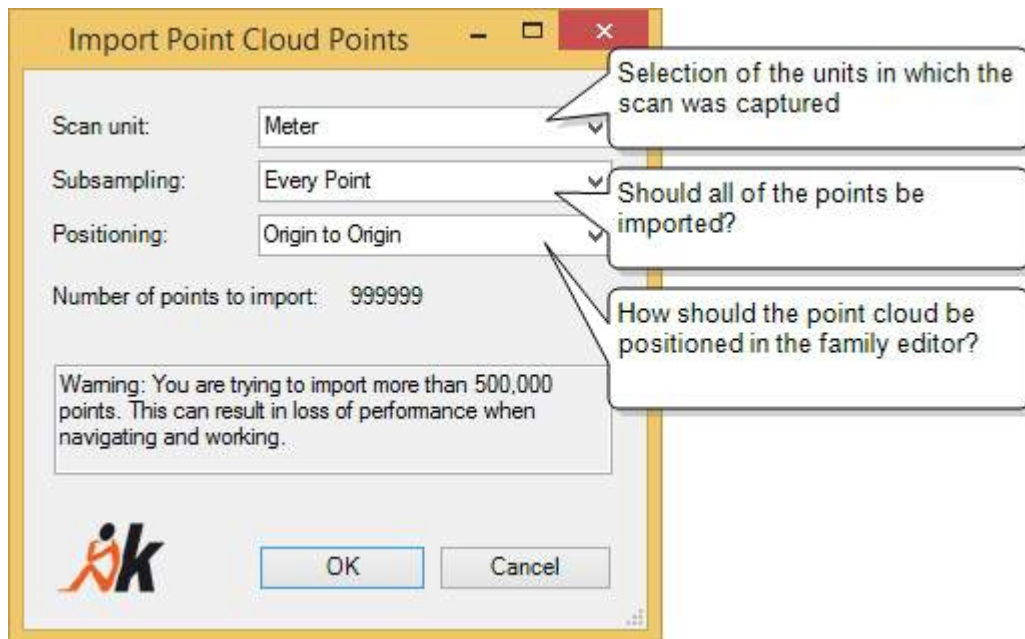 Import Point Cloud Points
Selection of the units in which the
scan was captured
Scan unit: Meter
Subsampling: Every Point
Should all of the points be
imported?
Positioning: Origin to Origin
Number of points to import: 999999
How should the point cloud be
positioned in the family editor?
Warning: You are trying to import more than 500,000
points. This can result in loss of performance when
navigating and working.
k
OK Cancel